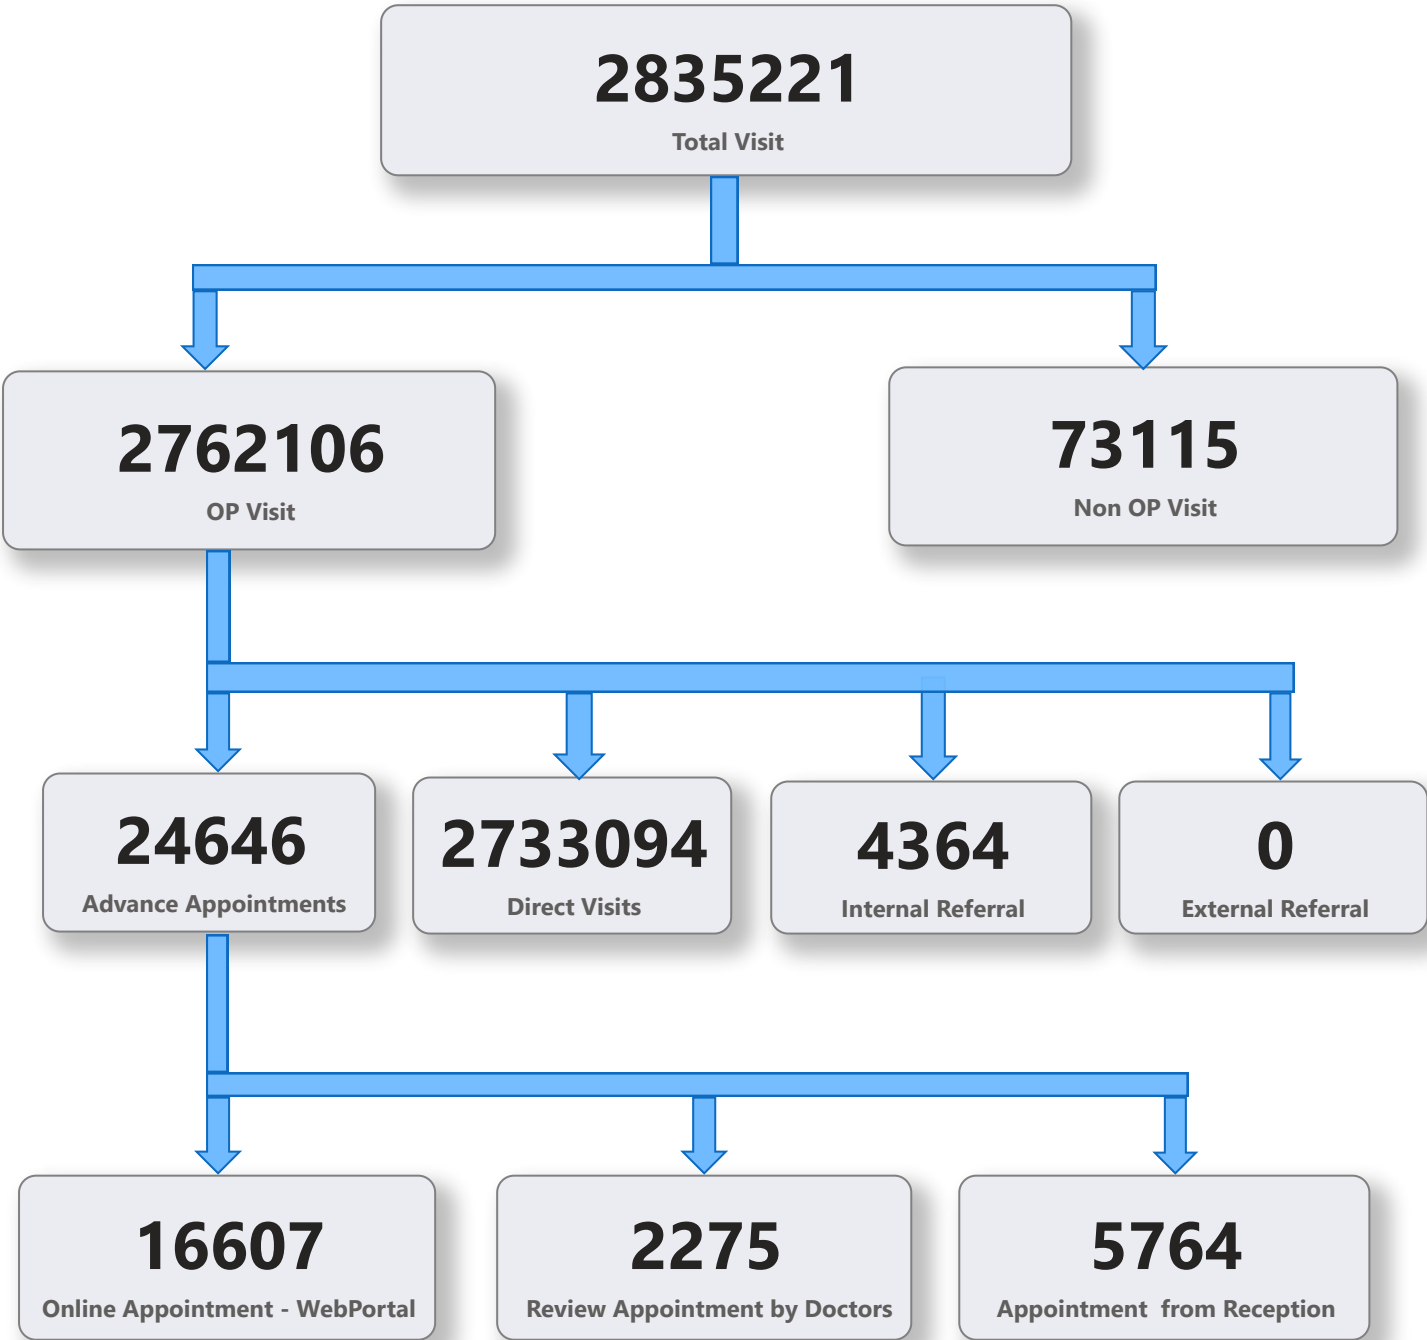 2835221
Total Visit
2762106
OP Visit
73115
Non OP Visit
24646
Advance Appointments
2733094
Direct Visits
4364
Internal Referral
0
External Referral
16607
Online Appointment - WebPortal
2275
Review Appointment by Doctors
5764
Appointment  from Reception